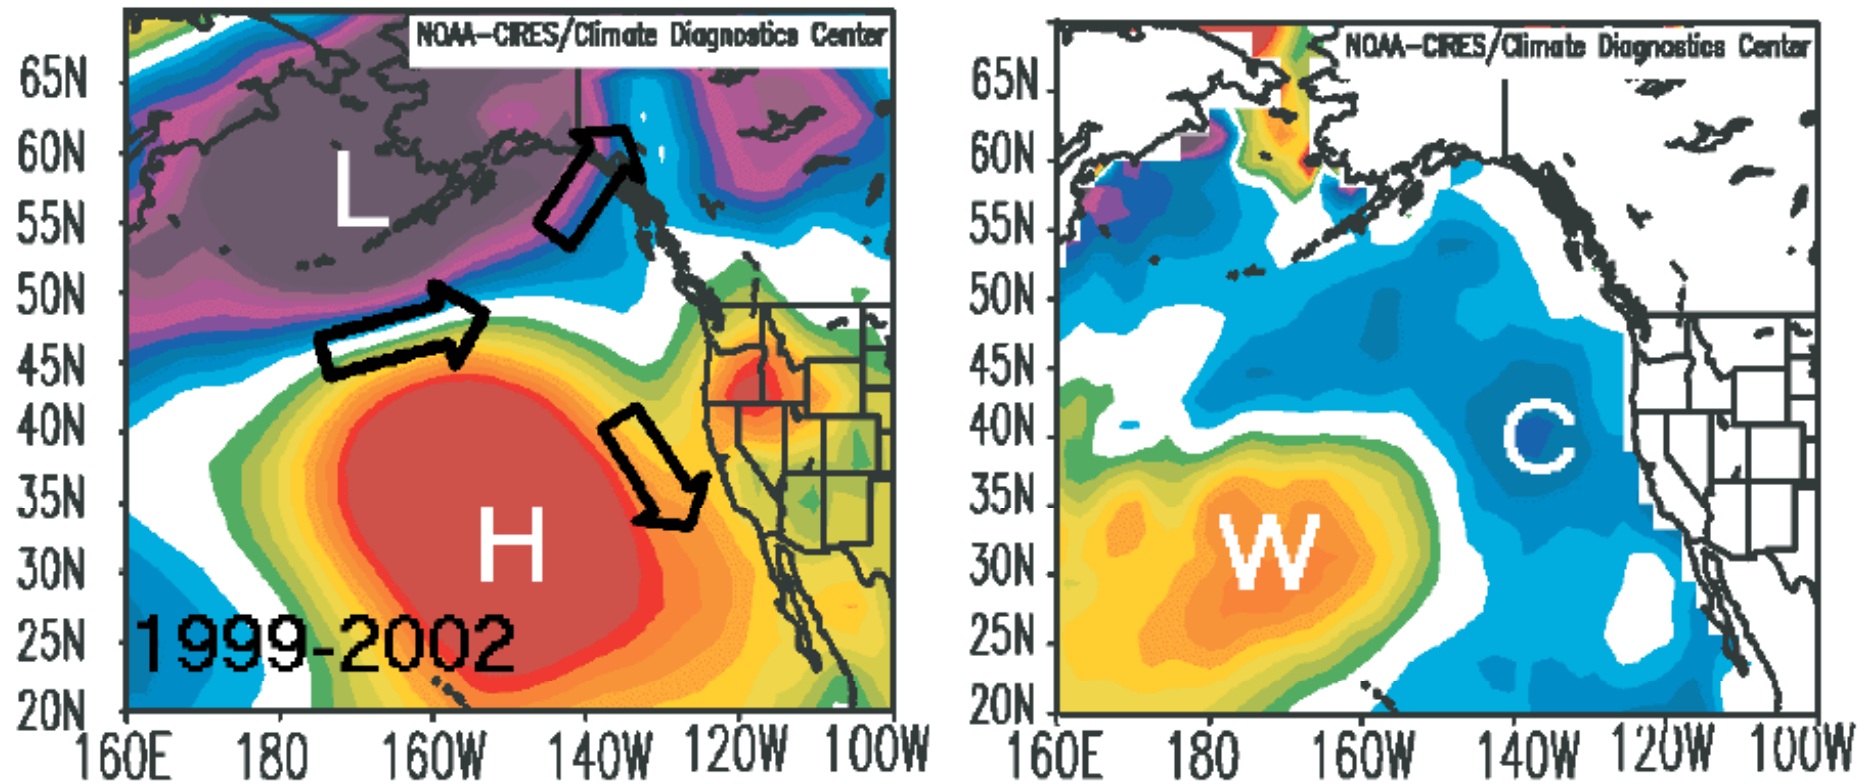 NOAA-CIRES/Climate Diagnostics Center
65N
60N
55N
50N
45N
40N
35N
30N
25N
20N
L
H
1999-2002
160E 180 160W 140W 120W 100W
NOAA-CIRES/Climate Diagnostics Center
65N
60N
55N
50N
45N
40N
35N
30N
25N
20N
C
W
160E 180 160W 140W 120W 100W